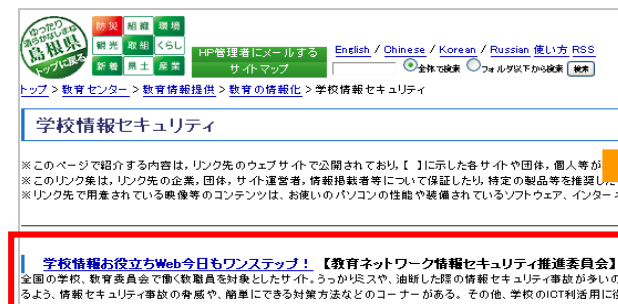 ゆったり
島根県
トップに戻る
防災 組織 環境
観光 取組 くらし
新着 県土 産業
HP管理者にメールする
サイトマップ
English / Chinese / Korean / Russian 使い方 RSS
全体で検索 フォルダ以下から検索 検索
トップ > 教育センター > 教育情報提供 > 教育の情報化 > 学校情報セキュリティ
学校情報セキュリティ
※このページで紹介する内容は，リンク先のウェブサイトで公開されており，【 】に示した各サイトや団体，個人等が
※このリンク集は，リンク先の企業，団体，サイト運営者，情報掲載者等について保証したり，特定の製品等を推奨した
※リンク先で用意されている映像等のコンテンツは、お使いのパソコンの性能や装備されているソフトウェア、インターネ
学校情報お役立ちWeb今日もワンステップ！【教育ネットワーク情報セキュリティ推進委員会】
全国の学校、教育委員会で働く教職員を対象としたサイト。うっかりミスや、油断した際の情報セキュリティ事故が多いの
るよう、情報セキュリティ事故の脅威や、簡単にできる対策方法などのコーナーがある。その他、学校のICT利活用に役